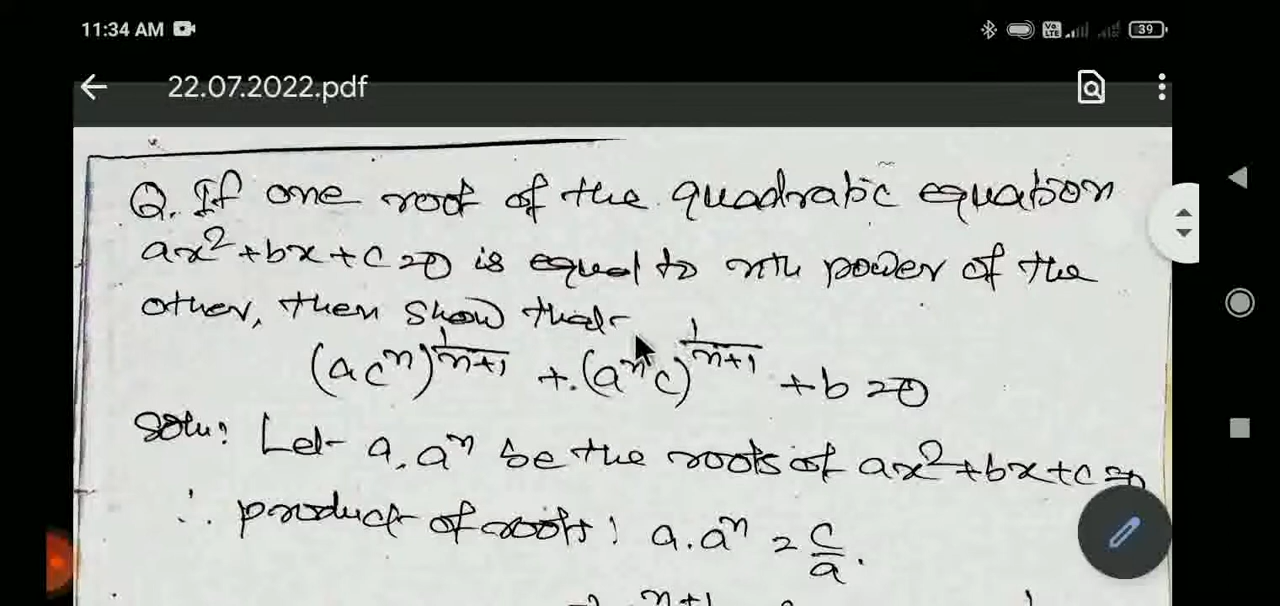 11:34 AM
39
22.07.2022.pdf
Q. If one root of the quadratic equation
ax²+bx+c=0 is equal to nth power of the
other, then show that-
(acⁿ)^{1/(n+1)} + (aⁿc)^{1/(n+1)} + b = 0
Soln: Let α, αⁿ be the roots of ax²+bx+c=0
∴ product of roots: α.αⁿ = c/a.